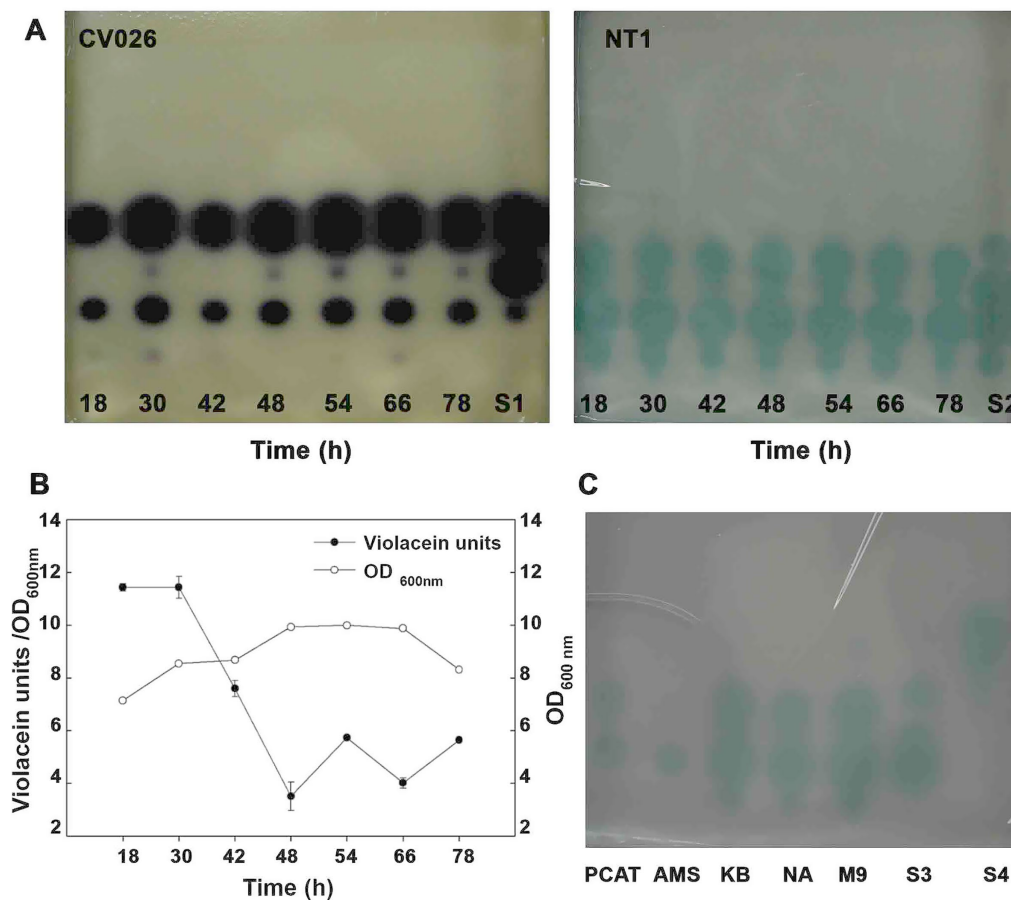 A
CV026
NT1
18 30 42 48 54 66 78 S1
18 30 42 48 54 66 78 S2
Time (h)
Time (h)
B
C
14
12
10
8
6
4
2
Violacein units /OD600nm
Violacein units
OD 600nm
14
12
10
8
6
4
2
OD600 nm
18 30 42 48 54 66 78
Time (h)
PCAT AMS KB NA M9 S3 S4